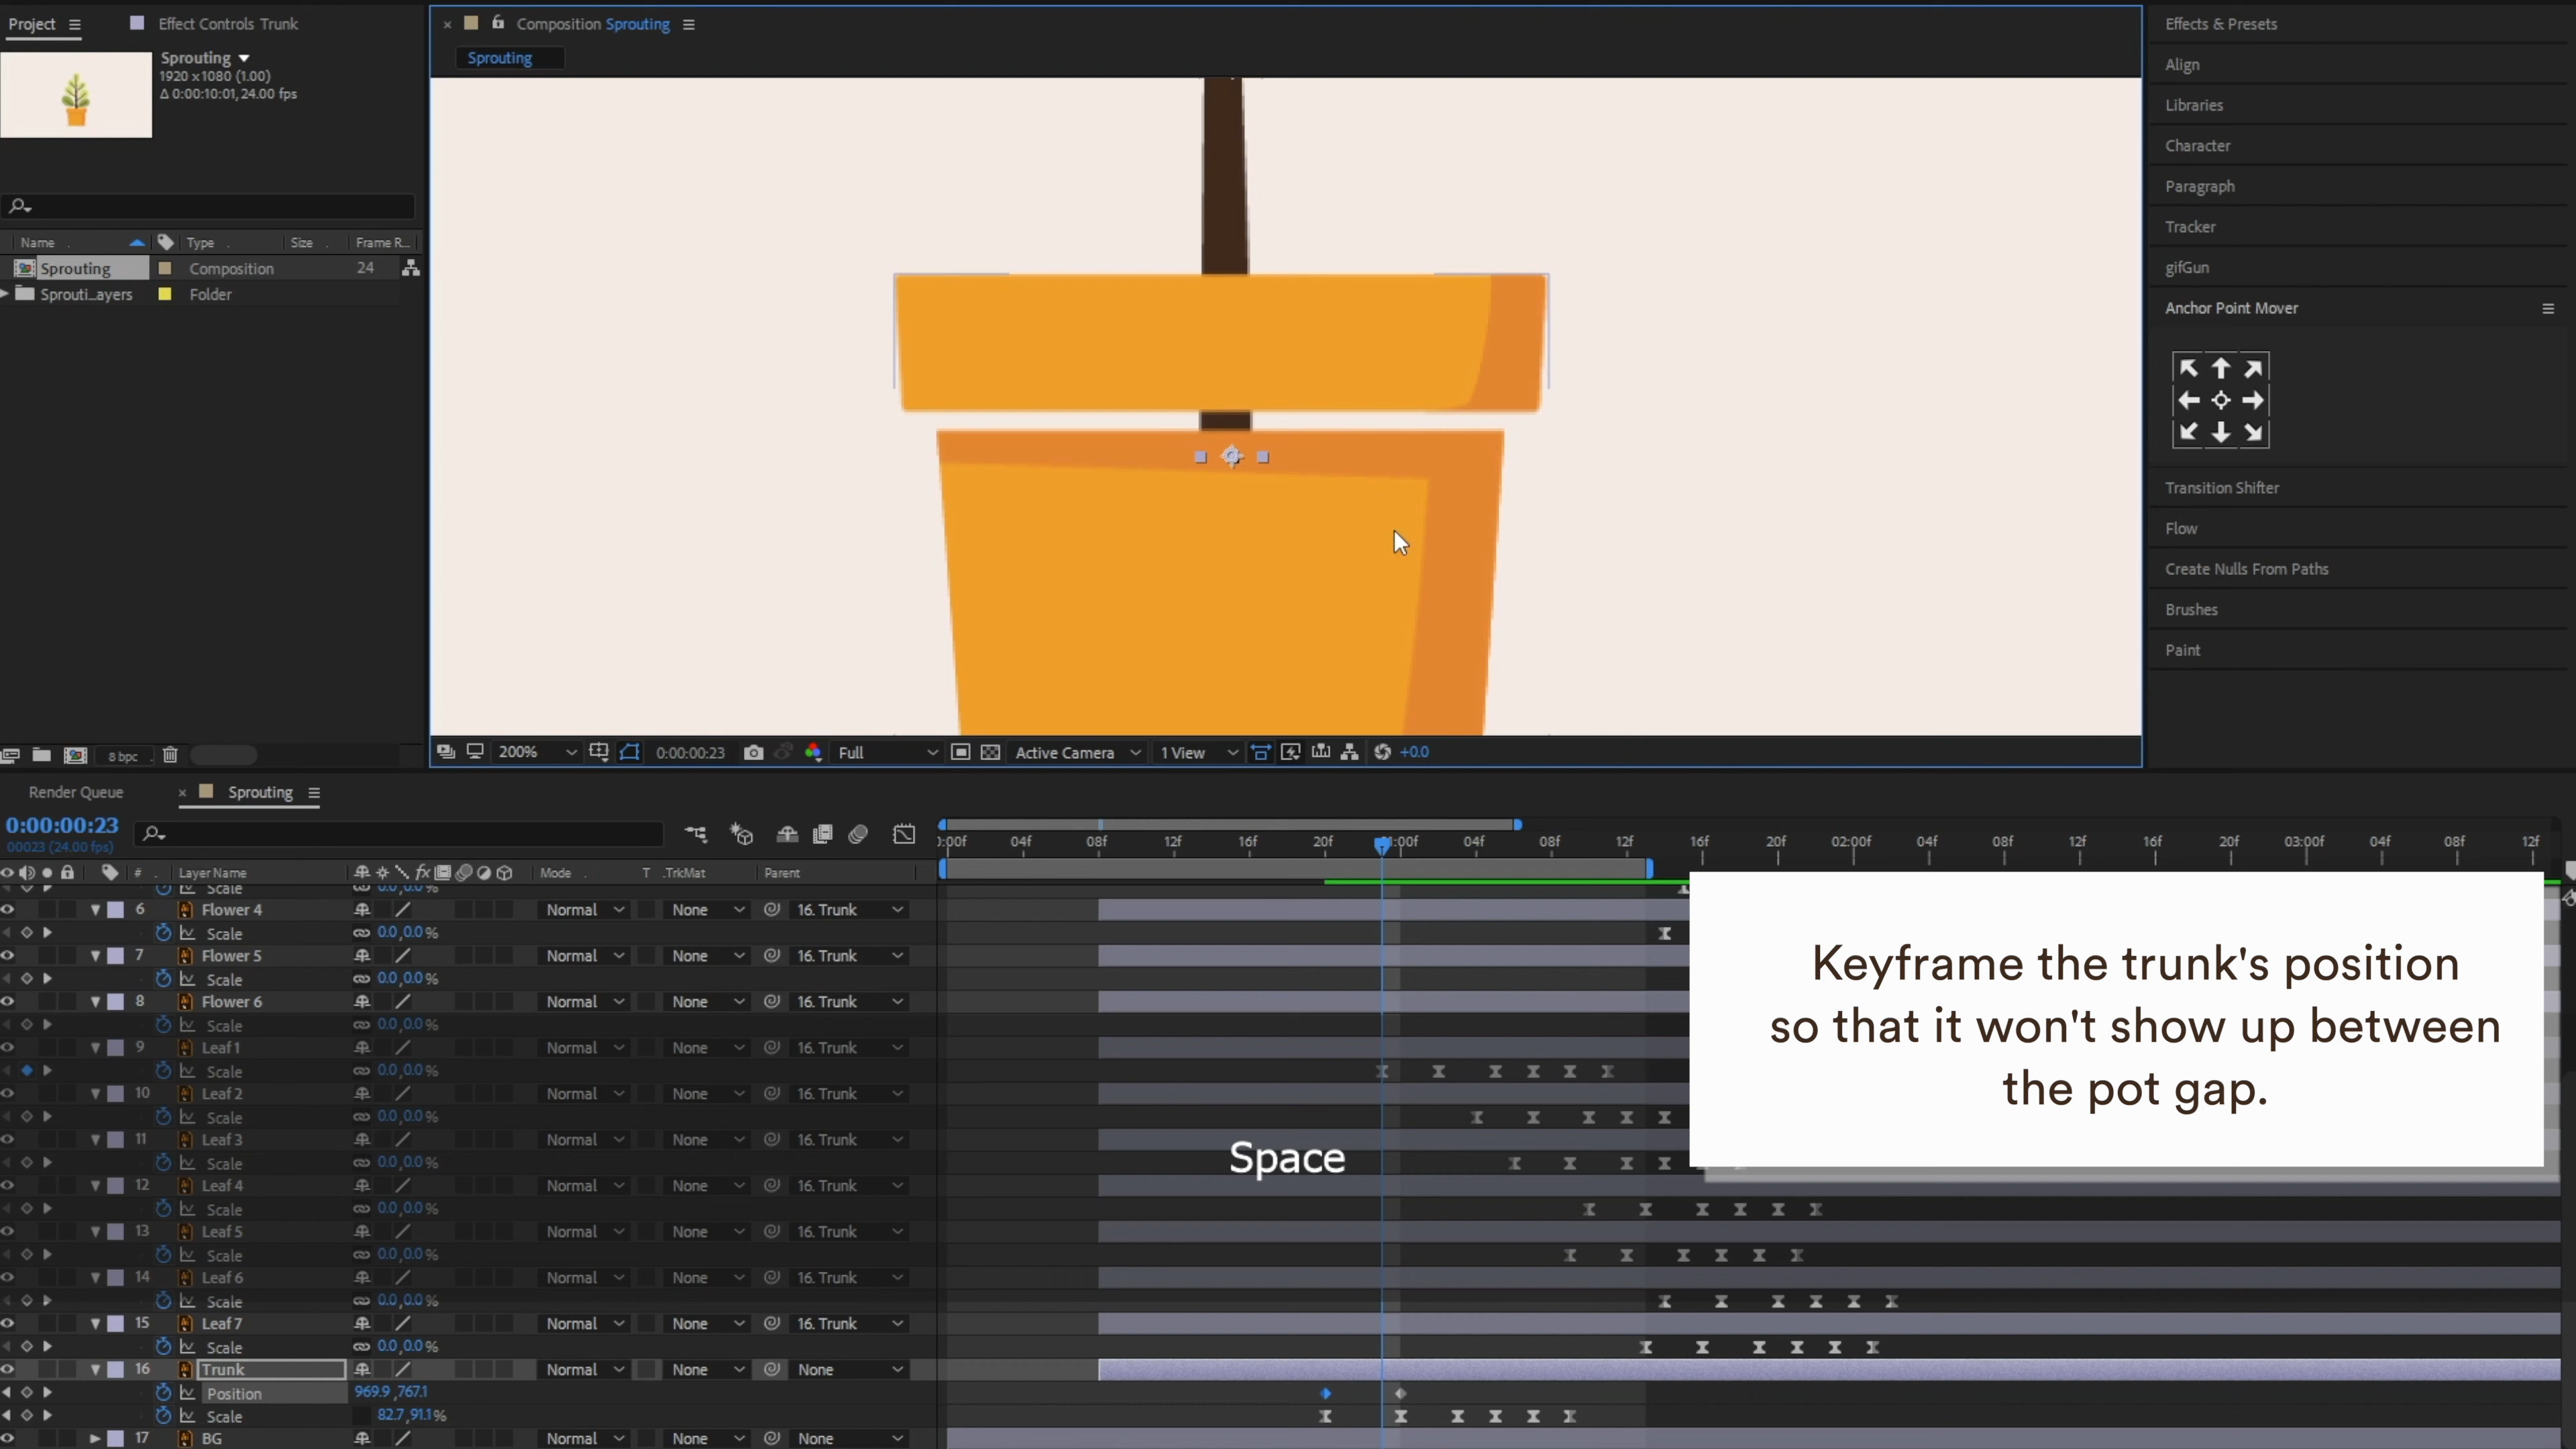 Project
Effect Controls Trunk
Composition Sprouting
Sprouting
Sprouting
1920 x1080 (1.00)
Δ 0:00:10:01, 24.00 fps
Name
Type
Size
Frame R...
Sprouting
Composition
24
Sprouti...ayers
Folder
8 bpc
200%
0:00:00:23
Full
Active Camera
1 View
+0.0
Effects & Presets
Align
Libraries
Character
Paragraph
Tracker
gifGun
Anchor Point Mover
Transition Shifter
Flow
Create Nulls From Paths
Brushes
Paint
Render Queue
Sprouting
0:00:00:23
00023 (24.00 fps)
:00f 04f 08f 12f 16f 20f 1:00f 04f 08f 12f 16f 20f 02:00f 04f 08f 12f 16f 20f 03:00f 04f 08f 12f
# Layer Name fx Mode T .TrkMat Parent
Scale 0.0,0.0%
6 Flower 4 Normal None 16. Trunk
Scale 0.0,0.0%
7 Flower 5 Normal None 16. Trunk
Scale 0.0,0.0%
8 Flower 6 Normal None 16. Trunk
Scale 0.0,0.0%
9 Leaf 1 Normal None 16. Trunk
Scale 0.0,0.0%
10 Leaf 2 Normal None 16. Trunk
Scale 0.0,0.0%
11 Leaf 3 Normal None 16. Trunk
Scale 0.0,0.0%
12 Leaf 4 Normal None 16. Trunk
Scale 0.0,0.0%
13 Leaf 5 Normal None 16. Trunk
Scale 0.0,0.0%
14 Leaf 6 Normal None 16. Trunk
Scale 0.0,0.0%
15 Leaf 7 Normal None 16. Trunk
Scale 0.0,0.0%
16 Trunk Normal None None
Position 969.9,767.1
Scale 82.7,91.1%
17 BG Normal None None
Space
Keyframe the trunk's position
so that it won't show up between
the pot gap.